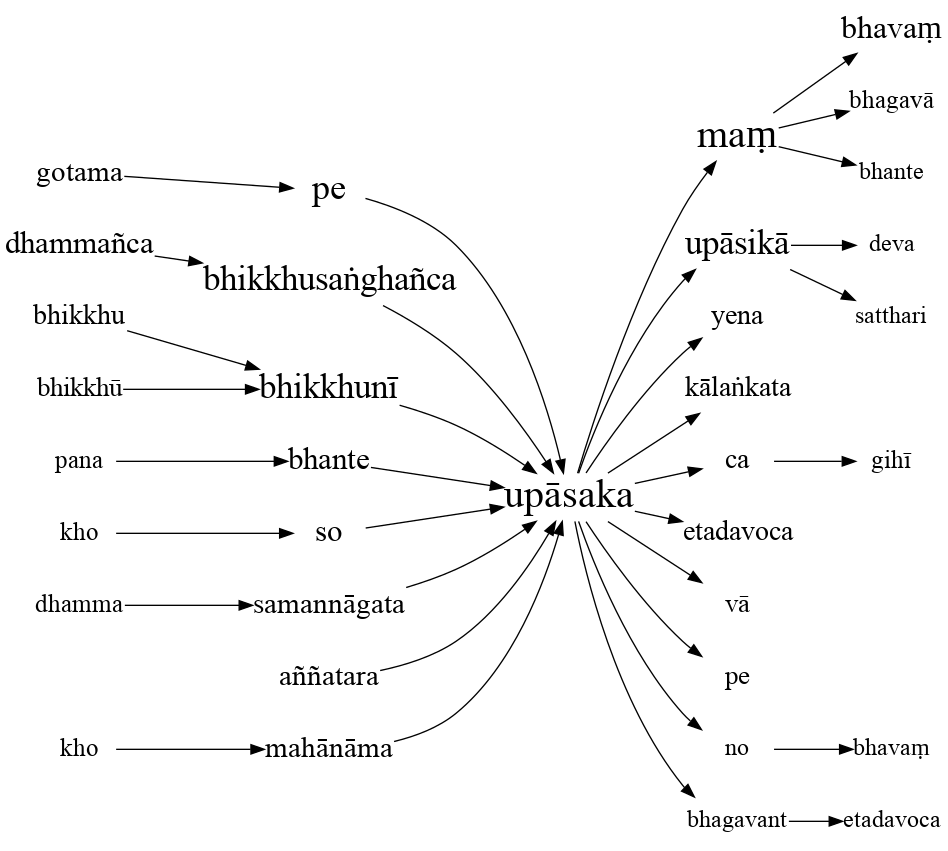 bhavaṃ
bhagavā
maṃ
gotama
bhante
pe
dhammañca
upāsikā
deva
bhikkhusaṅghañca
bhikkhu
yena
satthari
bhikkhū
bhikkhunī
kālaṅkata
pana
bhante
ca
gihī
upāsaka
kho
so
etadavoca
dhamma
samannāgata
vā
aññatara
pe
kho
mahānāma
no
bhavaṃ
bhagavant
etadavoca